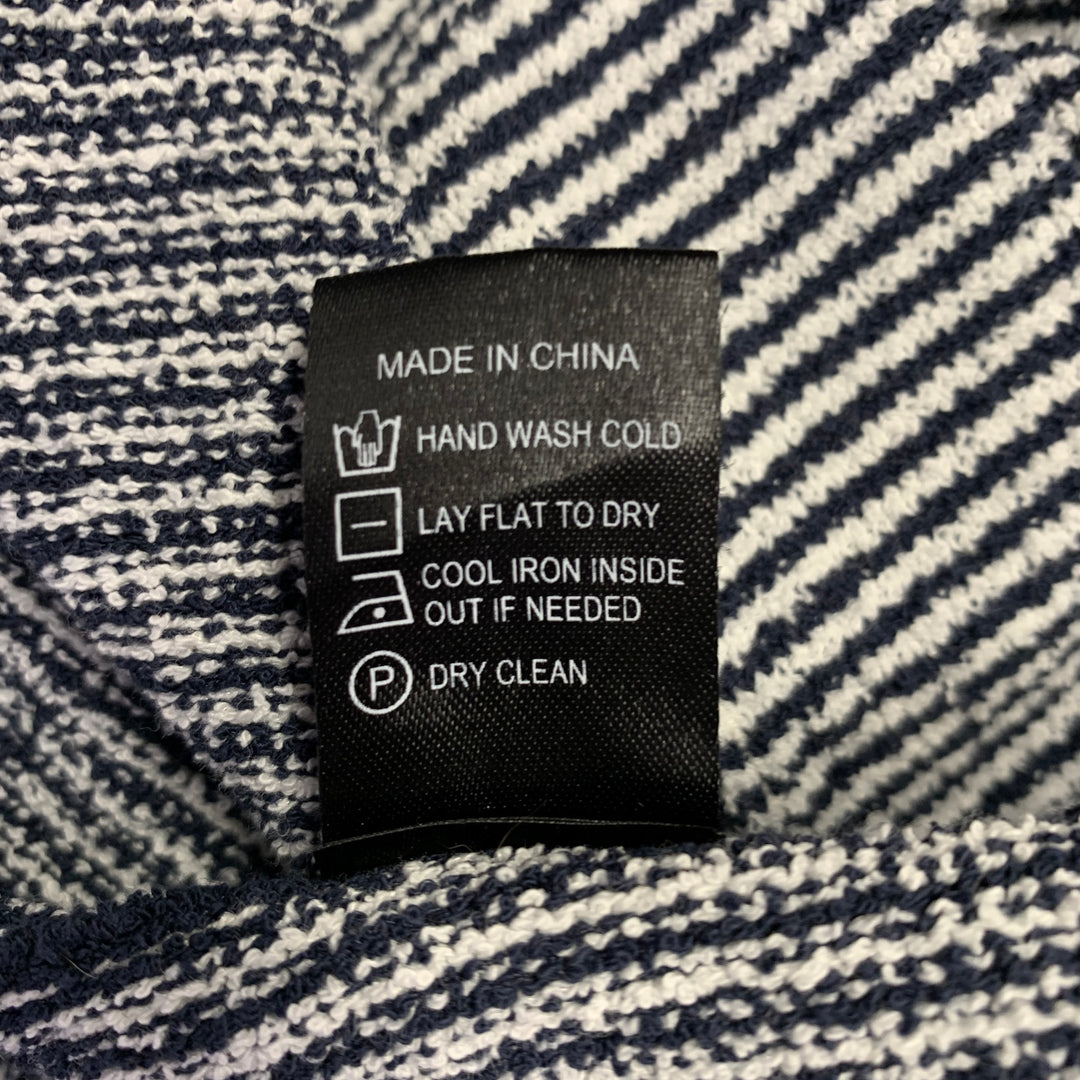 MADE IN CHINA
HAND WASH COLD
LAY FLAT TO DRY
COOL IRON INSIDE
OUT IF NEEDED
P DRY CLEAN